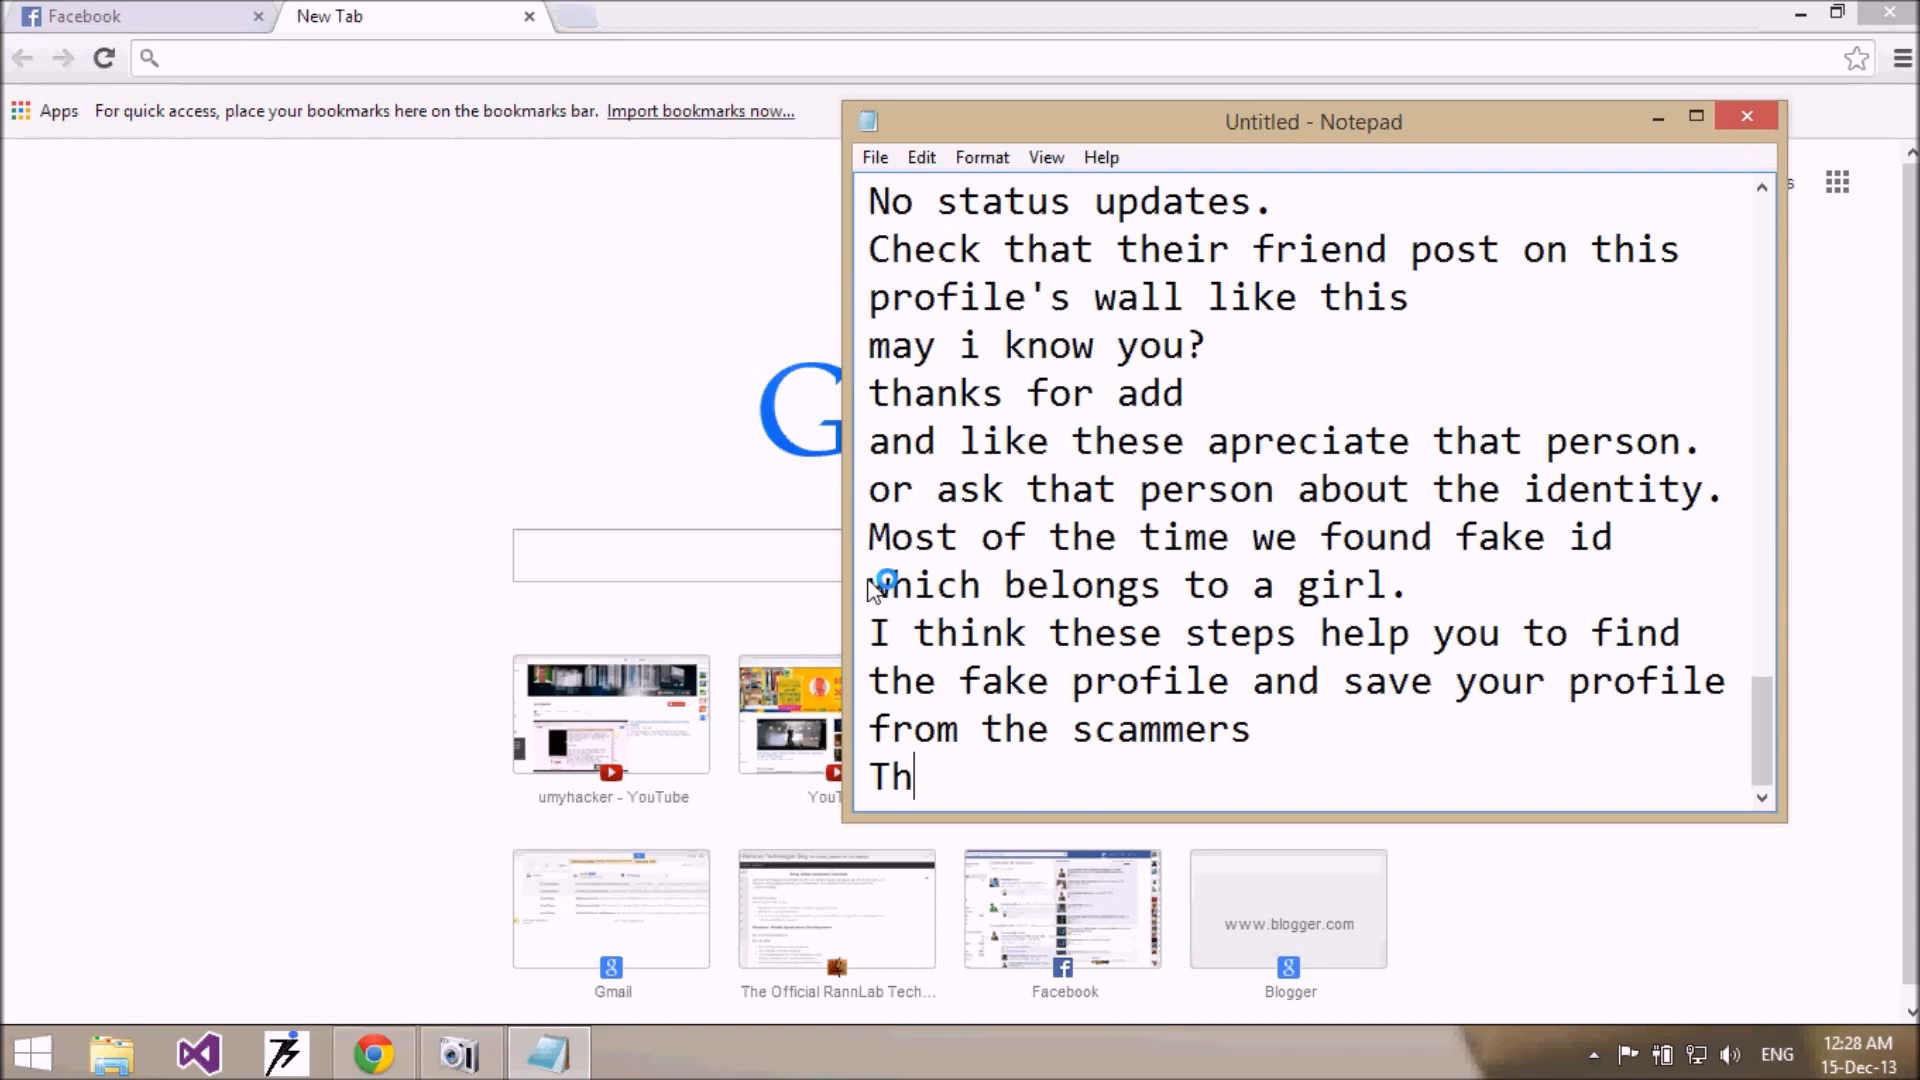 Facebook
New Tab
Apps For quick access, place your bookmarks here on the bookmarks bar. Import bookmarks now...
Untitled - Notepad
File Edit Format View Help
No status updates.
Check that their friend post on this
profile's wall like this
may i know you?
thanks for add
and like these apreciate that person.
or ask that person about the identity.
Most of the time we found fake id
which belongs to a girl.
I think these steps help you to find
the fake profile and save your profile
from the scammers
Th
G
umyhacker - YouTube
www.blogger.com
Gmail
The Official RannLab Tech...
Facebook
Blogger
ENG
12:28 AM
15-Dec-13